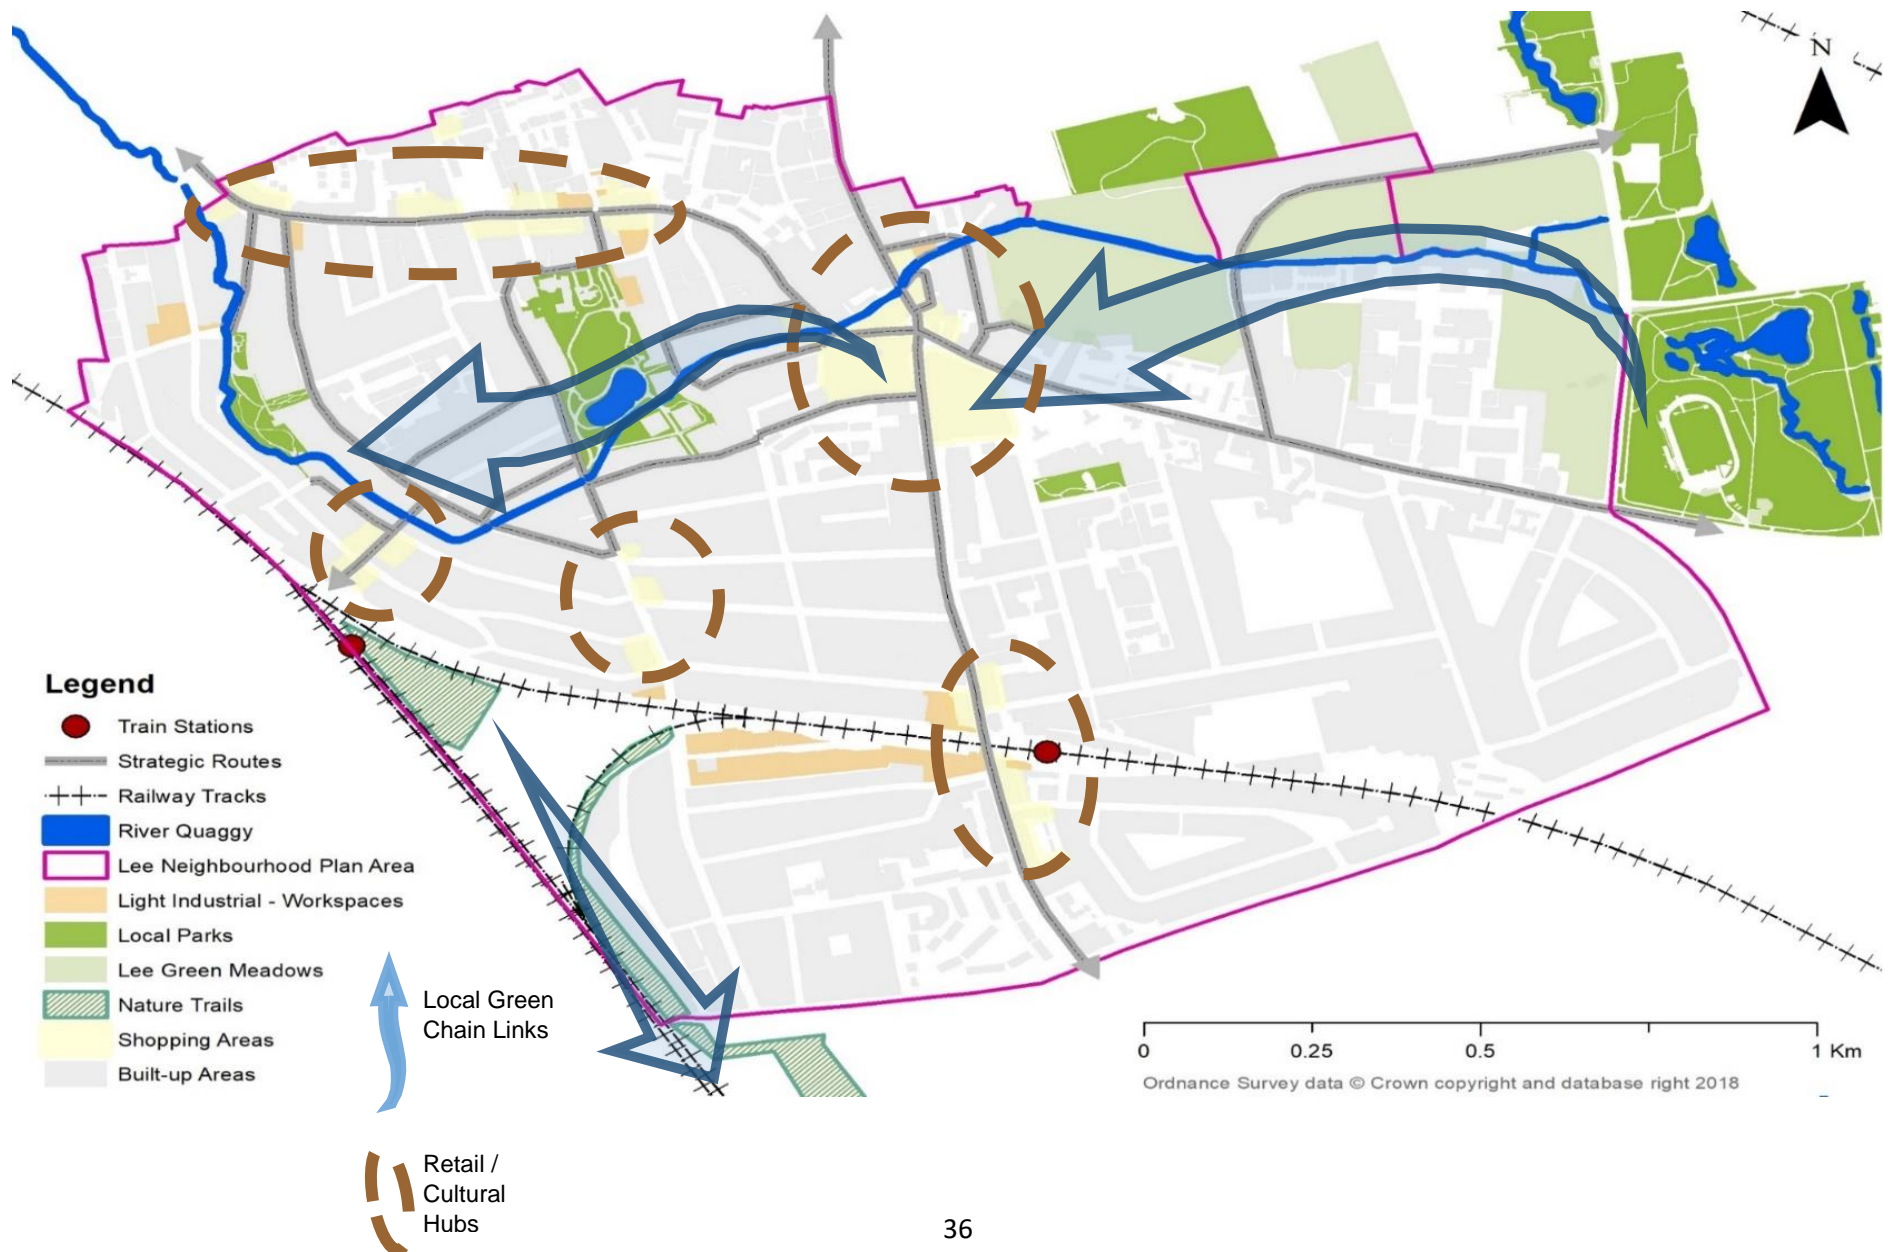 N
Legend
Train Stations
Strategic Routes
Railway Tracks
River Quaggy
Lee Neighbourhood Plan Area
Light Industrial - Workspaces
Local Parks
Lee Green Meadows
Nature Trails
Shopping Areas
Built-up Areas
Local Green
Chain Links
Retail /
Cultural
Hubs
0 0.25 0.5 1 Km
Ordnance Survey data © Crown copyright and database right 2018
36